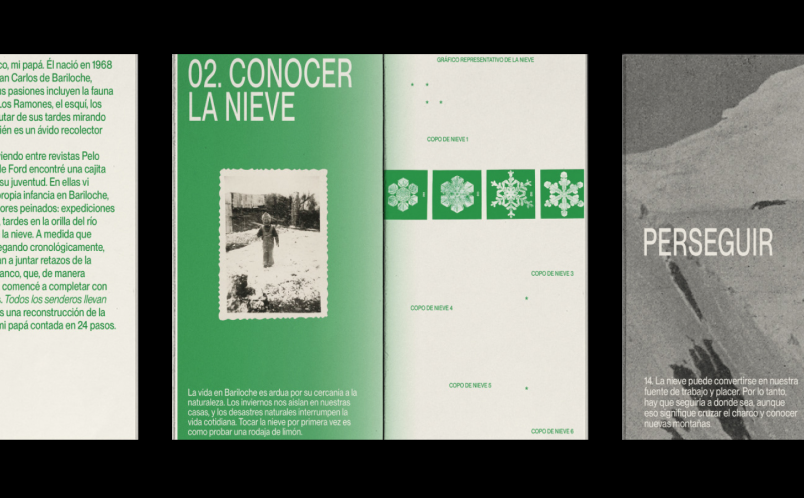 co, mi papá. Él nació en 1968
an Carlos de Bariloche,
s pasiones incluyen la fauna
Los Ramones, el esquí, los
utar de sus tardes mirando
ién es un ávido recolector
riendo entre revistas Pelo
de Ford encontré una cajita
su juventud. En ellas vi
propia infancia en Bariloche,
ores peinados: expediciones
, tardes en la orilla del río
la nieve. A medida que
egando cronológicamente,
n a juntar retazos de la
anco, que, de manera
comencé a completar con
s. Todos los senderos llevan
s una reconstrucción de la
mi papá contada en 24 pasos.
02. CONOCER
LA NIEVE
La vida en Bariloche es ardua por su cercanía a la
naturaleza. Los inviernos nos aíslan en nuestras
casas, y los desastres naturales interrumpen la
vida cotidiana. Tocar la nieve por primera vez es
como probar una rodaja de limón.
GRÁFICO REPRESENTATIVO DE LA NIEVE
COPO DE NIEVE 1
COPO DE NIEVE 3
COPO DE NIEVE 4
COPO DE NIEVE 5
COPO DE NIEVE 6
PERSEGUIR
14. La nieve puede convertirse en nuestra
fuente de trabajo y placer. Por lo tanto,
hay que seguirla a donde sea, aunque
eso signifique cruzar el charco y conocer
nuevas montañas.